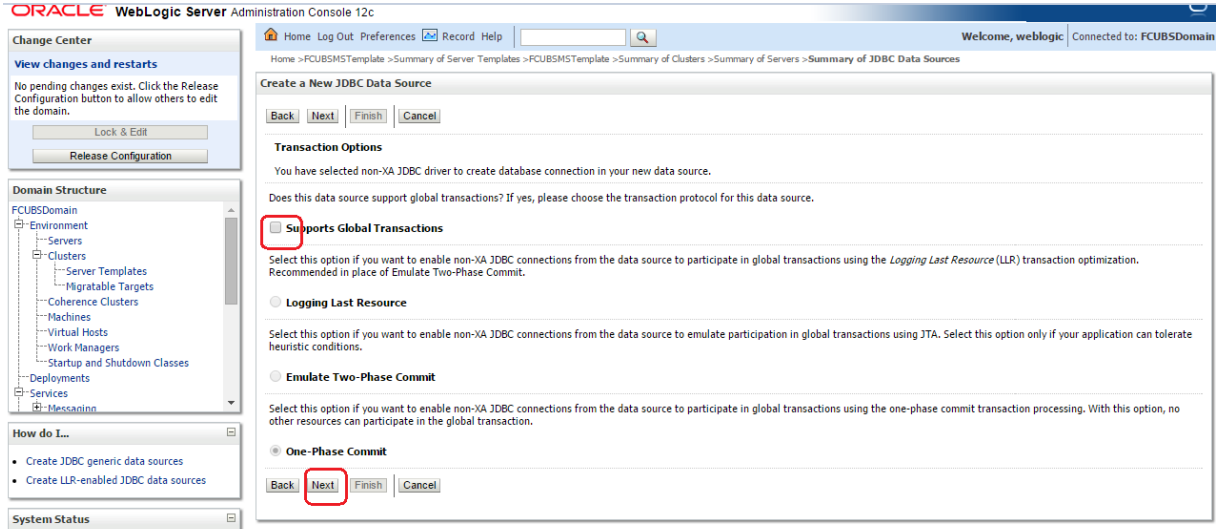 ORACLE WebLogic Server Administration Console 12c
Change Center
View changes and restarts
No pending changes exist. Click the Release
Configuration button to allow others to edit
the domain.
Lock & Edit
Release Configuration
Domain Structure
FCUBSDomain
Environment
Servers
Clusters
Server Templates
Migratable Targets
Coherence Clusters
Machines
Virtual Hosts
Work Managers
Startup and Shutdown Classes
Deployments
Services
Messaging
How do I...
Create JDBC generic data sources
Create LLR-enabled JDBC data sources
System Status
Home Log Out Preferences Record Help
Welcome, weblogic Connected to: FCUBSDomain
Home >FCUBSMSTemplate >Summary of Server Templates >FCUBSMSTemplate >Summary of Clusters >Summary of Servers >Summary of JDBC Data Sources
Create a New JDBC Data Source
Back Next Finish Cancel
Transaction Options
You have selected non-XA JDBC driver to create database connection in your new data source.
Does this data source support global transactions? If yes, please choose the transaction protocol for this data source.
Supports Global Transactions
Select this option if you want to enable non-XA JDBC connections from the data source to participate in global transactions using the Logging Last Resource (LLR) transaction optimization.
Recommended in place of Emulate Two-Phase Commit.
Logging Last Resource
Select this option if you want to enable non-XA JDBC connections from the data source to emulate participation in global transactions using JTA. Select this option only if your application can tolerate
heuristic conditions.
Emulate Two-Phase Commit
Select this option if you want to enable non-XA JDBC connections from the data source to participate in global transactions using the one-phase commit transaction processing. With this option, no
other resources can participate in the global transaction.
One-Phase Commit
Back Next Finish Cancel